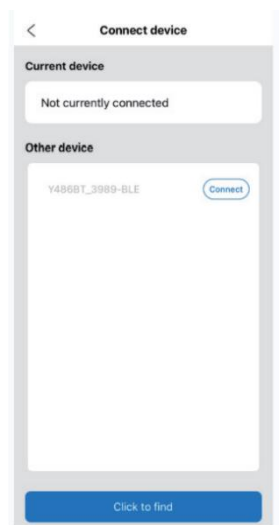 Connect device
Current device
Not currently connected
Other device
Y486BT_3989-BLE
Connect
Click to find